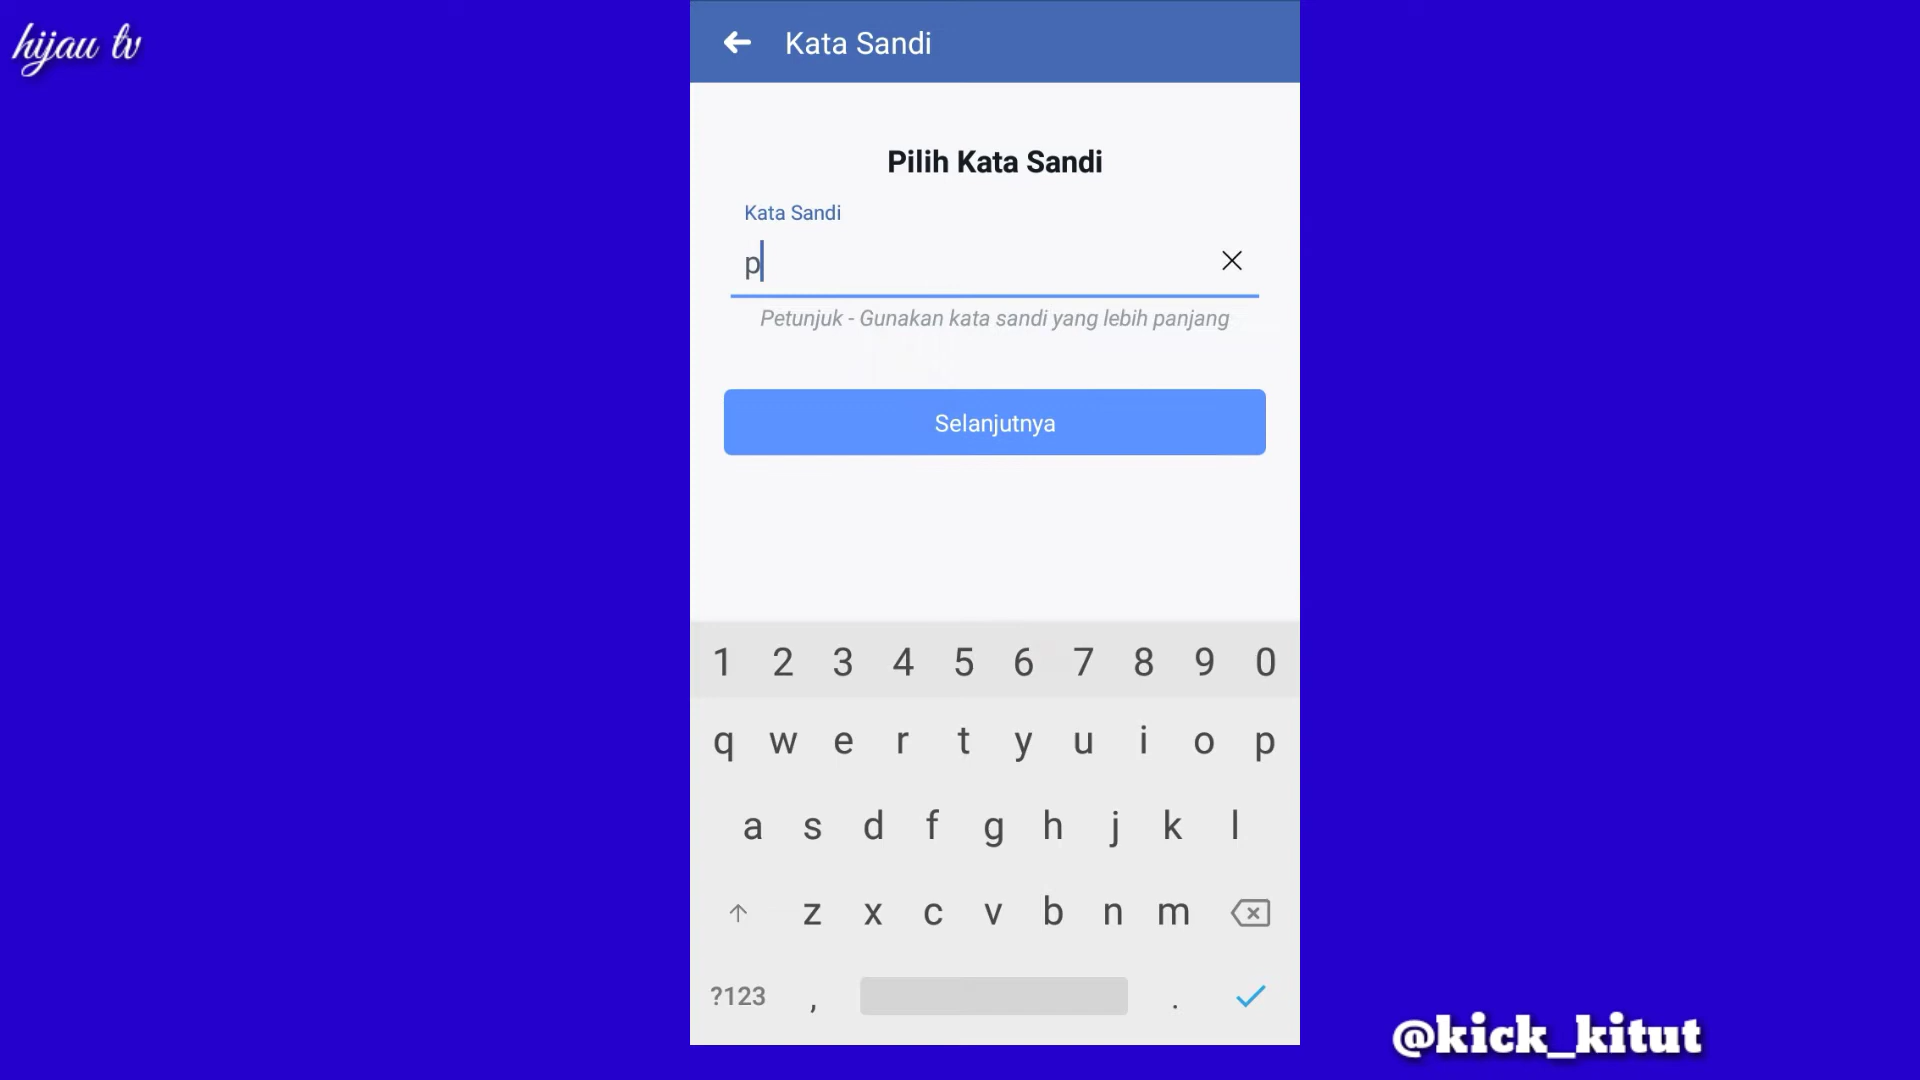 hijau tv
Kata Sandi
Pilih Kata Sandi
Kata Sandi
p
Petunjuk - Gunakan kata sandi yang lebih panjang
Selanjutnya
1 2 3 4 5 6 7 8 9 0
q w e r t y u i o p
a s d f g h j k l
z x c v b n m
?123 , .
@kick_kitut